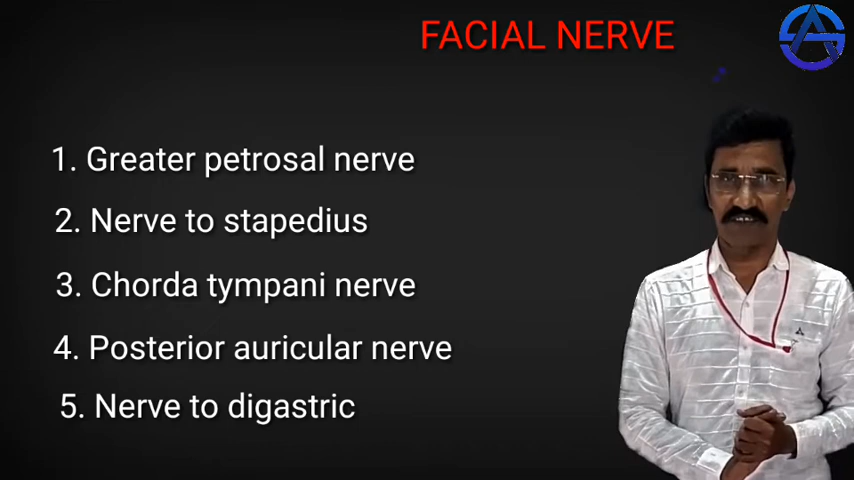 FACIAL NERVE
1. Greater petrosal nerve
2. Nerve to stapedius
3. Chorda tympani nerve
4. Posterior auricular nerve
5. Nerve to digastric